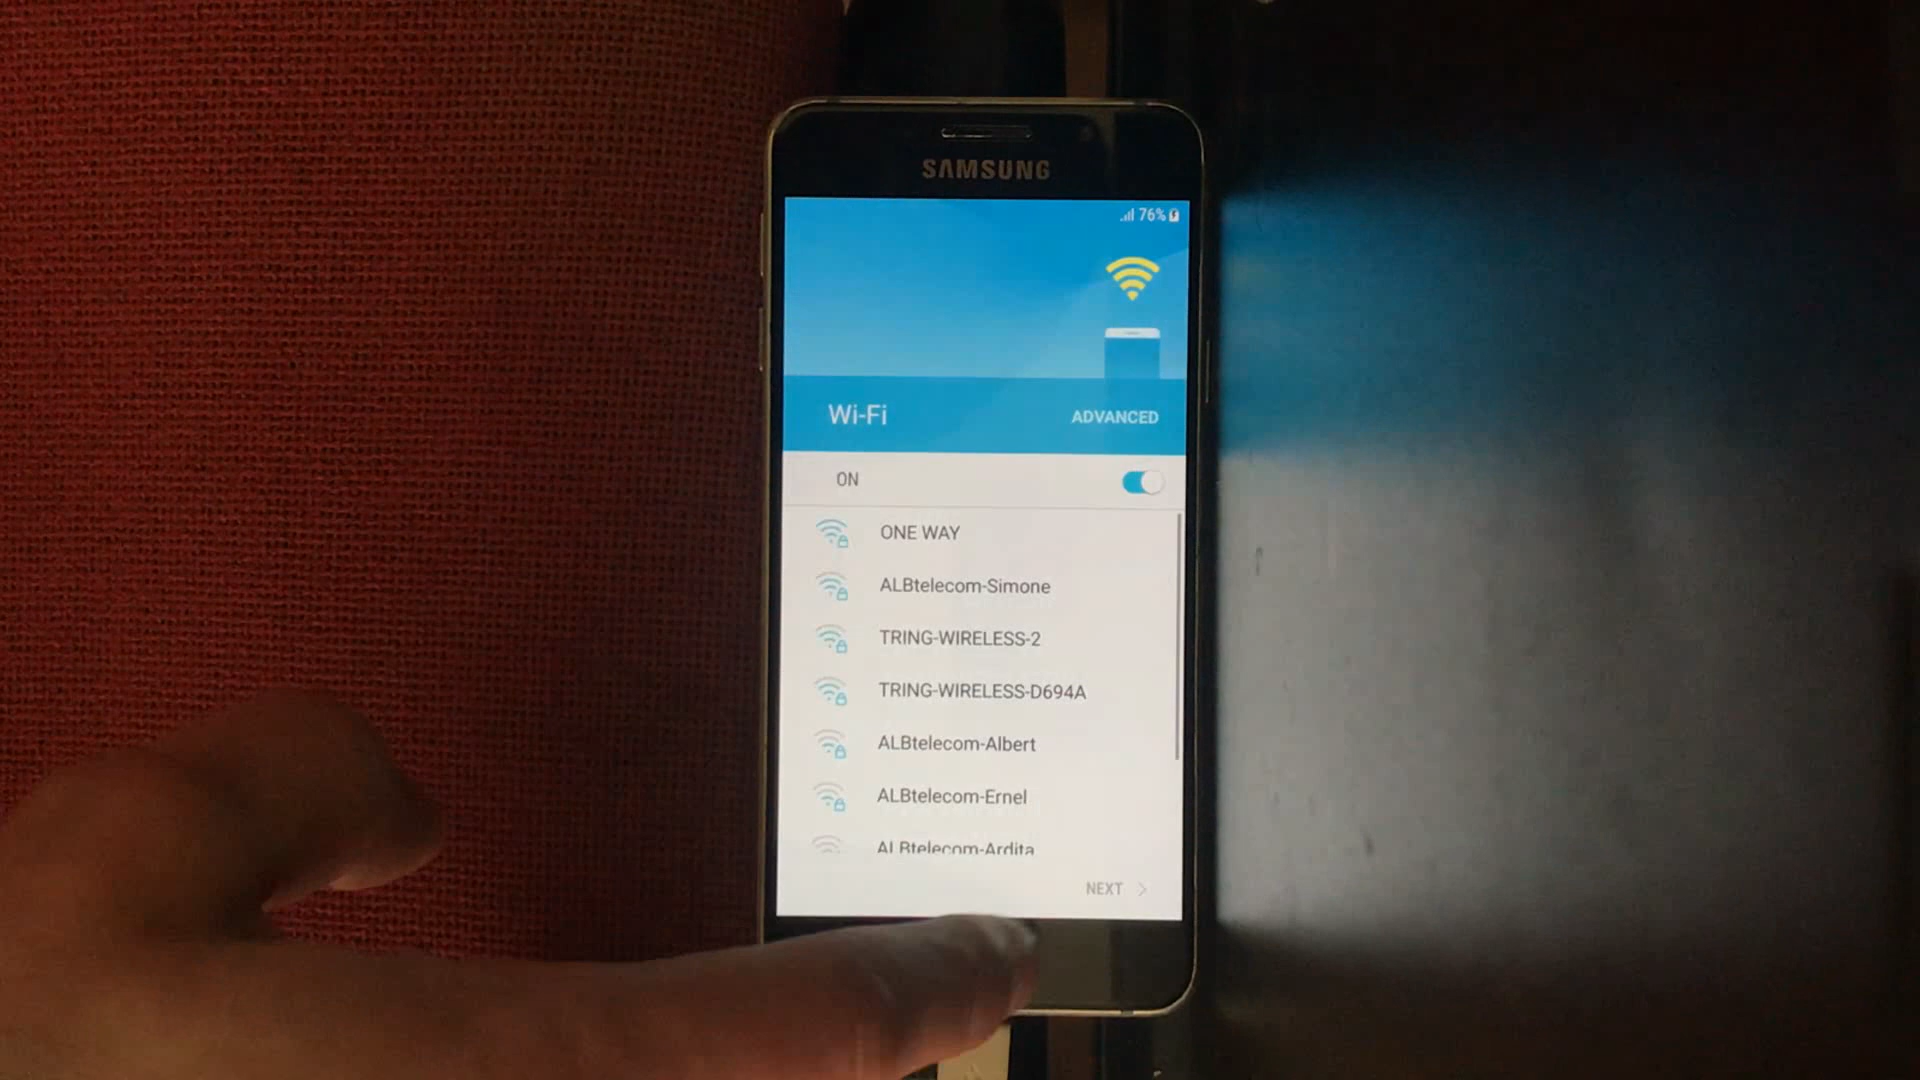 SAMSUNG
76%
Wi-Fi
ADVANCED
ON
ONE WAY
ALBtelecom-Simone
TRING-WIRELESS-2
TRING-WIRELESS-D694A
ALBtelecom-Albert
ALBtelecom-Ernel
ALBtelecom-Ardita
NEXT